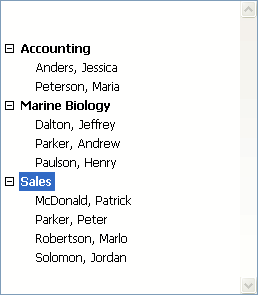 Accounting
Anders, Jessica
Peterson, Maria
Marine Biology
Dalton, Jeffrey
Parker, Andrew
Paulson, Henry
Sales
McDonald, Patrick
Parker, Peter
Robertson, Marlo
Solomon, Jordan